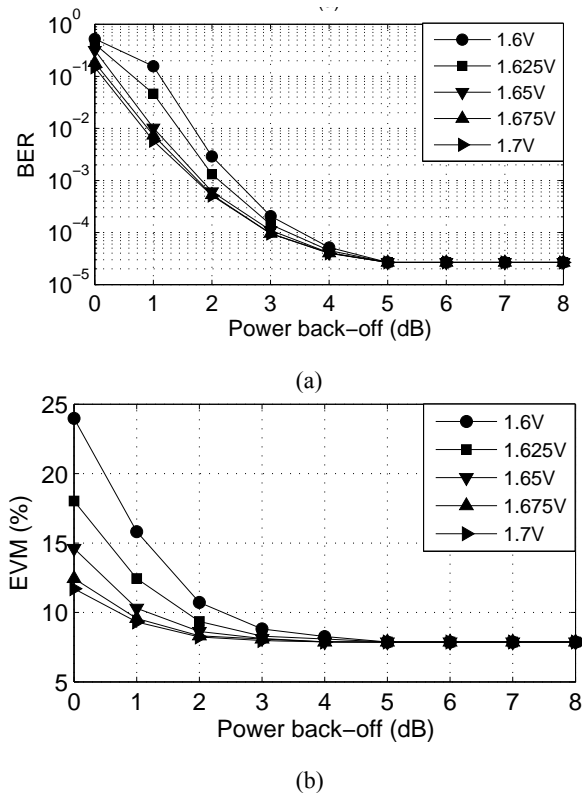 10⁰
10⁻¹
10⁻²
10⁻³
10⁻⁴
10⁻⁵
BER
1.6V
1.625V
1.65V
1.675V
1.7V
0 1 2 3 4 5 6 7 8
Power back−off (dB)
(a)
25
20
15
10
5
EVM (%)
1.6V
1.625V
1.65V
1.675V
1.7V
0 1 2 3 4 5 6 7 8
Power back−off (dB)
(b)